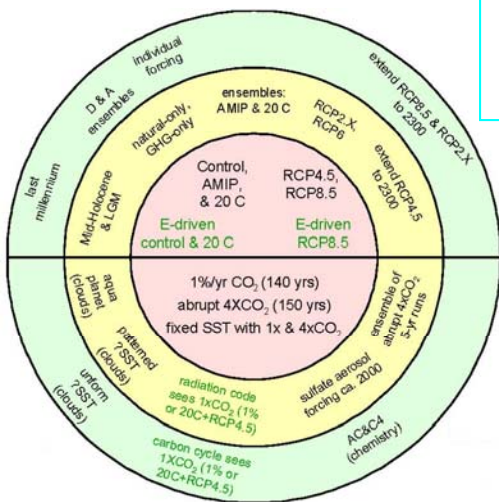 individual
forcing
D & A
ensembles
last
millennium
extend RCP8.5 & RCP2.X
to 2300
ensembles:
AMIP & 20 C
natural-only,
GHG-only
Mid-Holocene
& LGM
RCP2.X,
RCP6
extend RCP4.5
to 2300
Control,
AMIP,
& 20 C
RCP4.5,
RCP8.5
E-driven
control & 20 C
E-driven
RCP8.5
1%/yr CO₂ (140 yrs)
abrupt 4XCO₂ (150 yrs)
fixed SST with 1x & 4xCO₂
aqua
planet
(clouds)
patterned
?SST
(clouds)
unform
?SST
(clouds)
radiation code
sees 1xCO₂ (1%
or 20C+RCP4.5)
carbon cycle sees
1XCO₂ (1% or
20C+RCP4.5)
ensemble of
abrupt 4xCO₂
5-yr runs
sulfate aerosol
forcing ca. 2000
AC&C4
(chemistry)